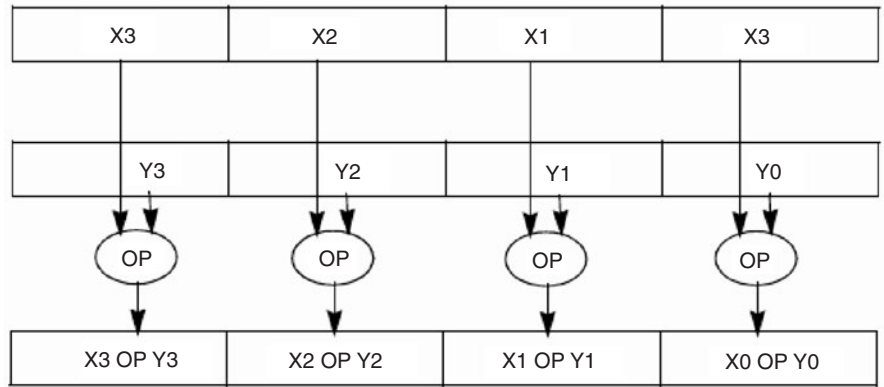 X3 X2 X1 X3
Y3 Y2 Y1 Y0
OP OP OP OP
X3 OP Y3 X2 OP Y2 X1 OP Y1 X0 OP Y0